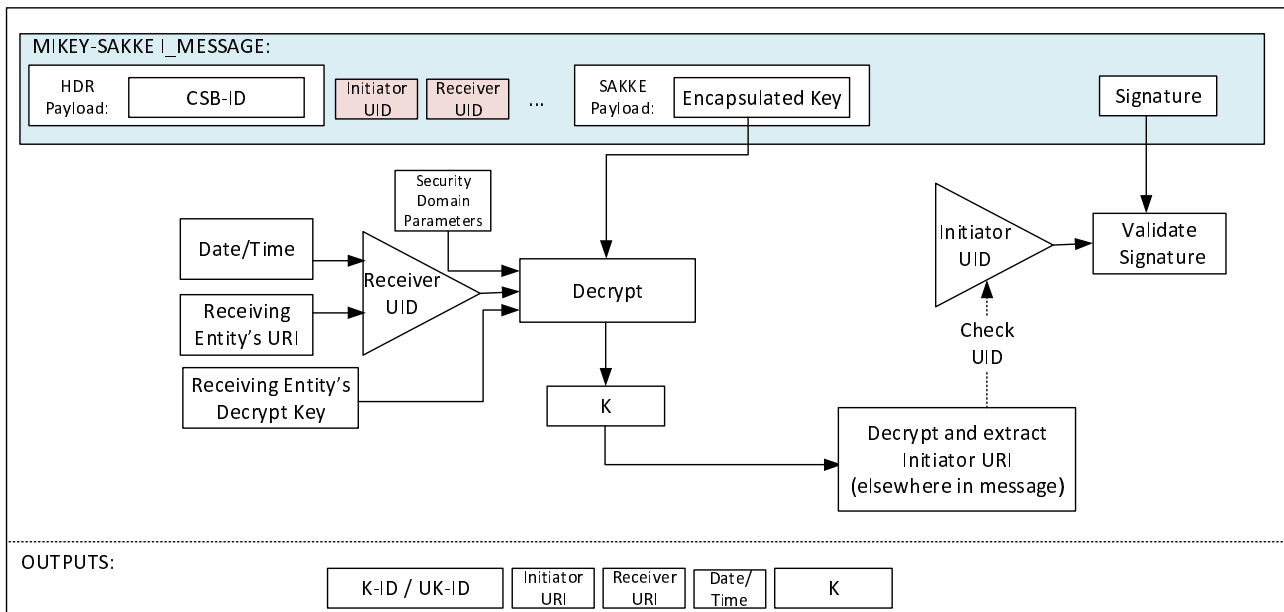 MIKEY-SAKKE I_MESSAGE:
HDR
Payload:
CSB-ID
Initiator
UID
Receiver
UID
...
SAKKE
Payload:
Encapsulated Key
Signature
Security
Domain
Parameters
Date/Time
Receiving
Entity's URI
Receiver
UID
Receiving Entity's
Decrypt Key
Decrypt
K
Initiator
UID
Validate
Signature
Check
UID
Decrypt and extract
Initiator URI
(elsewhere in message)
OUTPUTS:
K-ID / UK-ID
Initiator
URI
Receiver
URI
Date/
Time
K